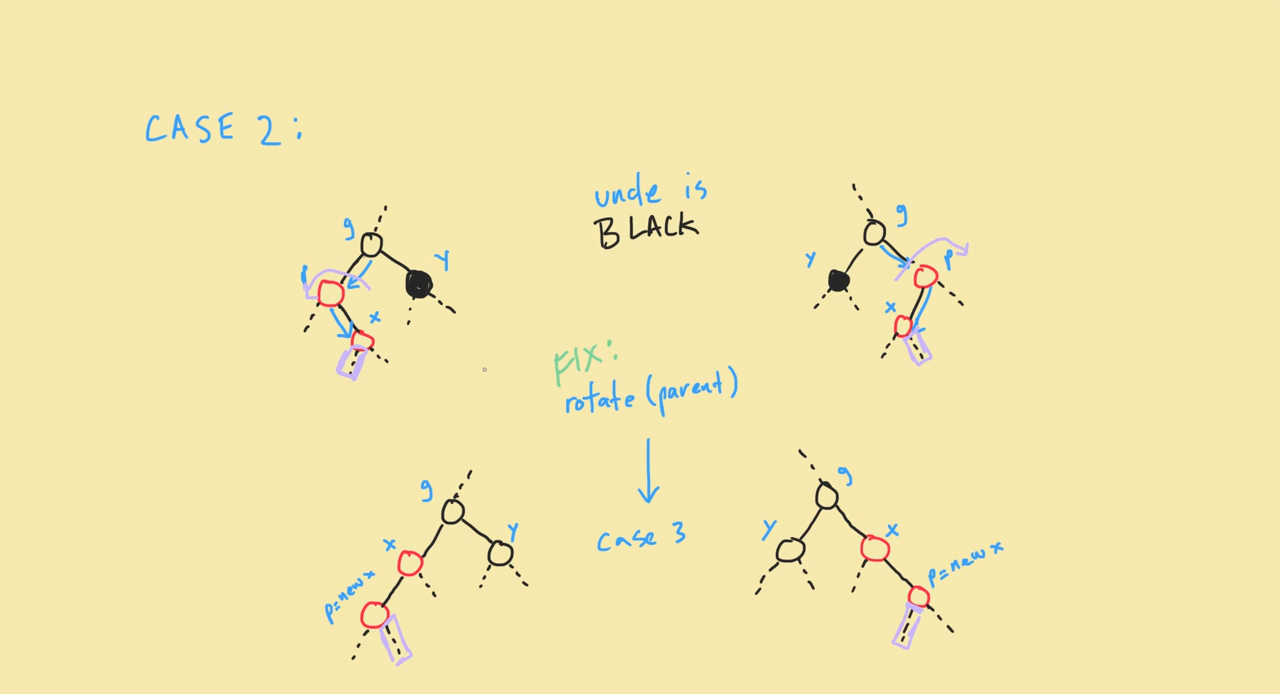 CASE 2:
uncle is
BLACK
g
Y
P
x
g
Y
P
x
FIX:
rotate (parent)
case 3
g
x
Y
p=new x
g
Y
x
p=new x